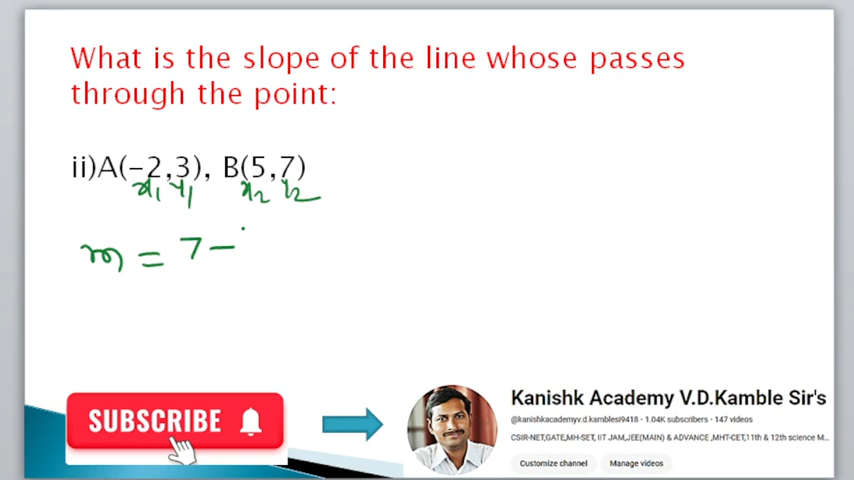 What is the slope of the line whose passes
through the point:
ii)A(-2,3), B(5,7)
x₁ y₁ x₂ y₂
m = 7 -
SUBSCRIBE
Kanishk Academy V.D.Kamble Sir's
@kanishkacademyv.d.kamblesl9418 · 1.04K subscribers · 147 videos
CSIR-NET,GATE,MH-SET, IIT JAM,JEE(MAIN) & ADVANCE ,MHT-CET,11th & 12th science M...
Customize channel Manage videos